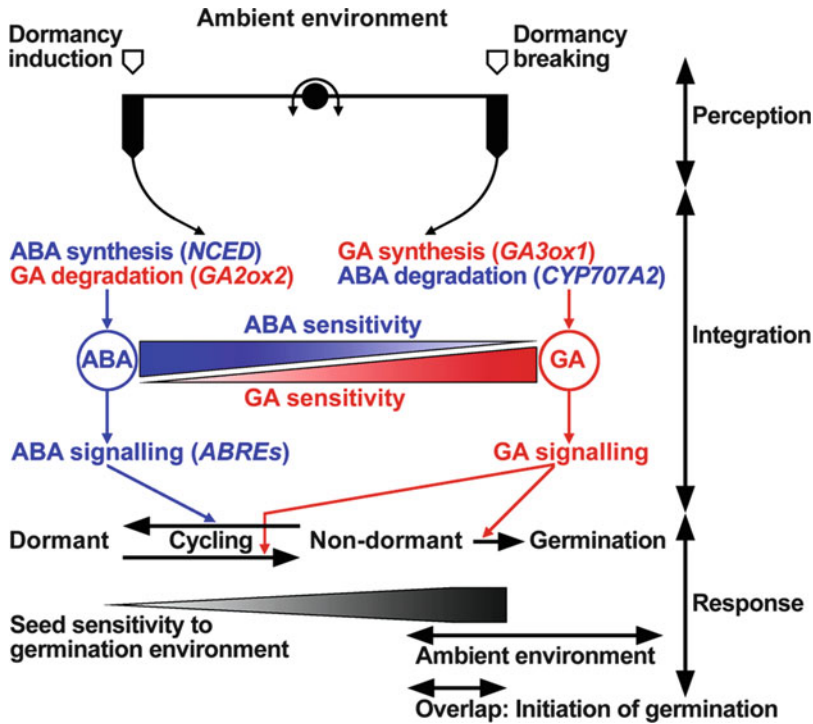 Ambient environment
Dormancy
induction
Dormancy
breaking
Perception
ABA synthesis (NCED)
GA degradation (GA2ox2)
GA synthesis (GA3ox1)
ABA degradation (CYP707A2)
ABA sensitivity
Integration
ABA
GA
GA sensitivity
ABA signalling (ABREs)
GA signalling
Dormant
Cycling
Non-dormant
Germination
Response
Seed sensitivity to
germination environment
Ambient environment
Overlap: Initiation of germination